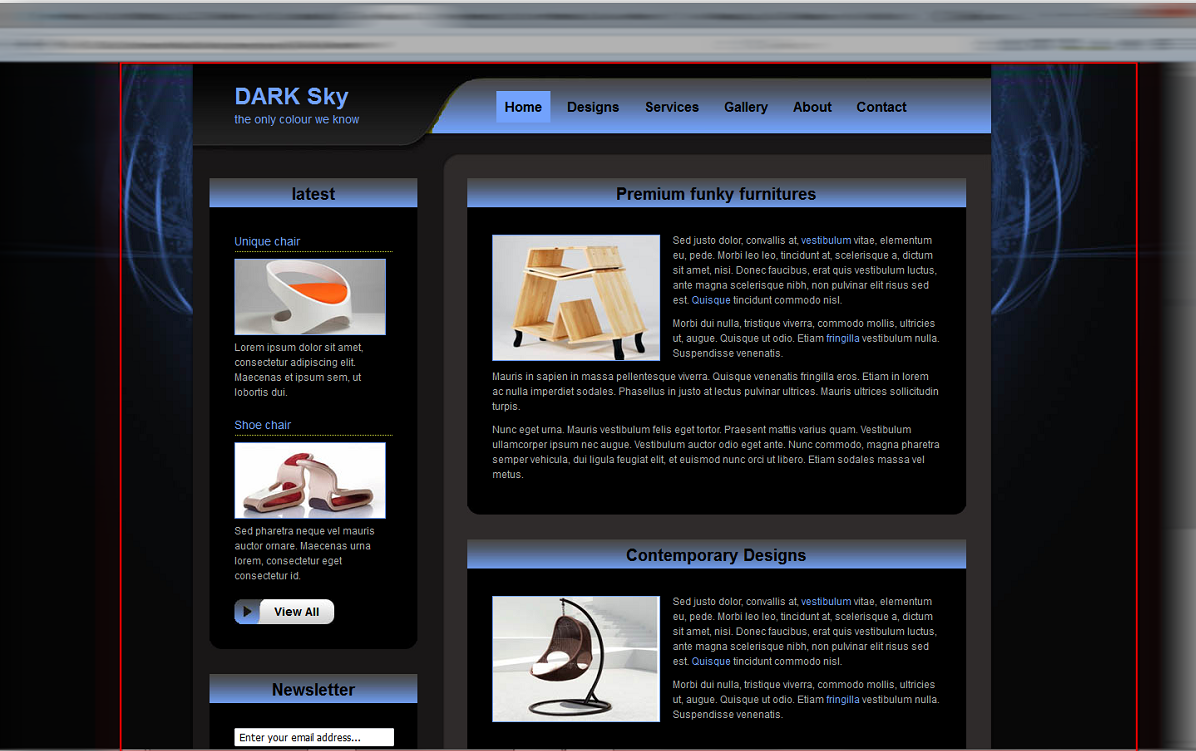 DARK Sky
the only colour we know
Home Designs Services Gallery About Contact
latest
Unique chair
Lorem ipsum dolor sit amet,
consectetur adipiscing elit.
Maecenas et ipsum sem, ut
lobortis dui.
Shoe chair
Sed pharetra neque vel mauris
auctor ornare. Maecenas urna
lorem, consectetur eget
consectetur id.
View All
Newsletter
Enter your email address...
Premium funky furnitures
Sed justo dolor, convallis at, vestibulum vitae, elementum
eu, pede. Morbi leo leo, tincidunt at, scelerisque a, dictum
sit amet, nisi. Donec faucibus, erat quis vestibulum luctus,
ante magna scelerisque nibh, non pulvinar elit risus sed
est. Quisque tincidunt commodo nisl.
Morbi dui nulla, tristique viverra, commodo mollis, ultricies
ut, augue. Quisque ut odio. Etiam fringilla vestibulum nulla.
Suspendisse venenatis.
Mauris in sapien in massa pellentesque viverra. Quisque venenatis fringilla eros. Etiam in lorem
ac nulla imperdiet sodales. Phasellus in justo at lectus pulvinar ultrices. Mauris ultrices sollicitudin
turpis.
Nunc eget urna. Mauris vestibulum felis eget tortor. Praesent mattis varius quam. Vestibulum
ullamcorper ipsum nec augue. Vestibulum auctor odio eget ante. Nunc commodo, magna pharetra
semper vehicula, dui ligula feugiat elit, et euismod nunc orci ut libero. Etiam sodales massa vel
metus.
Contemporary Designs
Sed justo dolor, convallis at, vestibulum vitae, elementum
eu, pede. Morbi leo leo, tincidunt at, scelerisque a, dictum
sit amet, nisi. Donec faucibus, erat quis vestibulum luctus,
ante magna scelerisque nibh, non pulvinar elit risus sed
est. Quisque tincidunt commodo nisl.
Morbi dui nulla, tristique viverra, commodo mollis, ultricies
ut, augue. Quisque ut odio. Etiam fringilla vestibulum nulla.
Suspendisse venenatis.